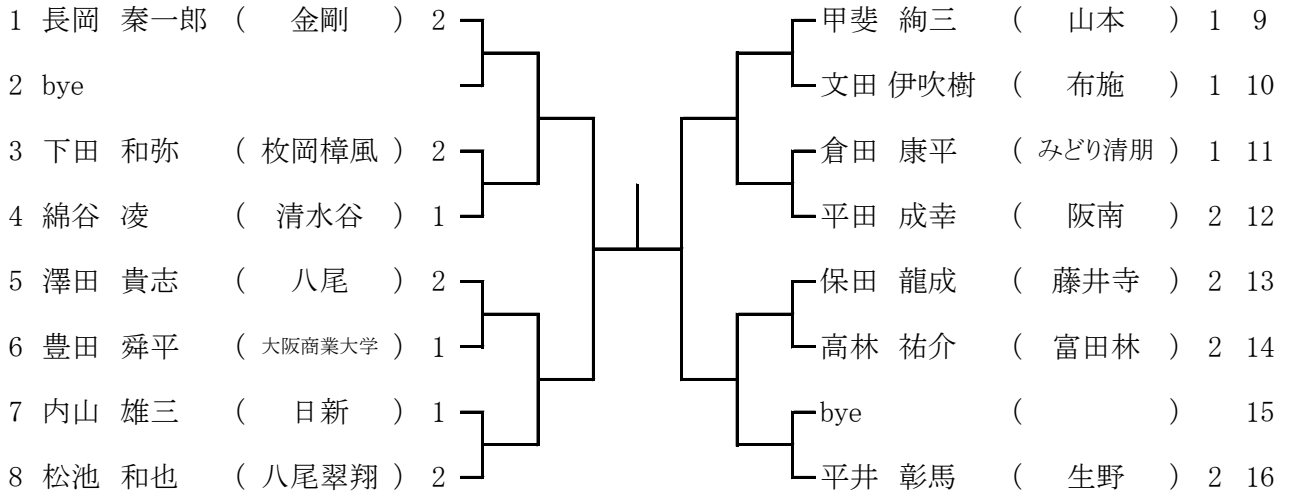 1 長岡 秦一郎 ( 金剛 ) 2
2 bye
3 下田 和弥 ( 枚岡樟風 ) 2
4 綿谷 凌 ( 清水谷 ) 1
5 澤田 貴志 ( 八尾 ) 2
6 豊田 舜平 ( 大阪商業大学 ) 1
7 内山 雄三 ( 日新 ) 1
8 松池 和也 ( 八尾翠翔 ) 2
甲斐 絢三 ( 山本 ) 1 9
文田 伊吹樹 ( 布施 ) 1 10
倉田 康平 ( みどり清朋 ) 1 11
平田 成幸 ( 阪南 ) 2 12
保田 龍成 ( 藤井寺 ) 2 13
高林 祐介 ( 富田林 ) 2 14
bye ( ) 15
平井 彰馬 ( 生野 ) 2 16